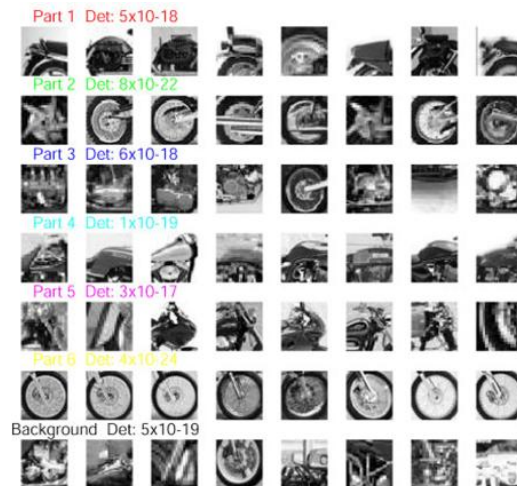 Part 1 Det: 5x10-18
Part 2 Det: 8x10-22
Part 3 Det: 6x10-18
Part 4 Det: 1x10-19
Part 5 Det: 3x10-17
Part 6 Det: 4x10-24
Background Det: 5x10-19